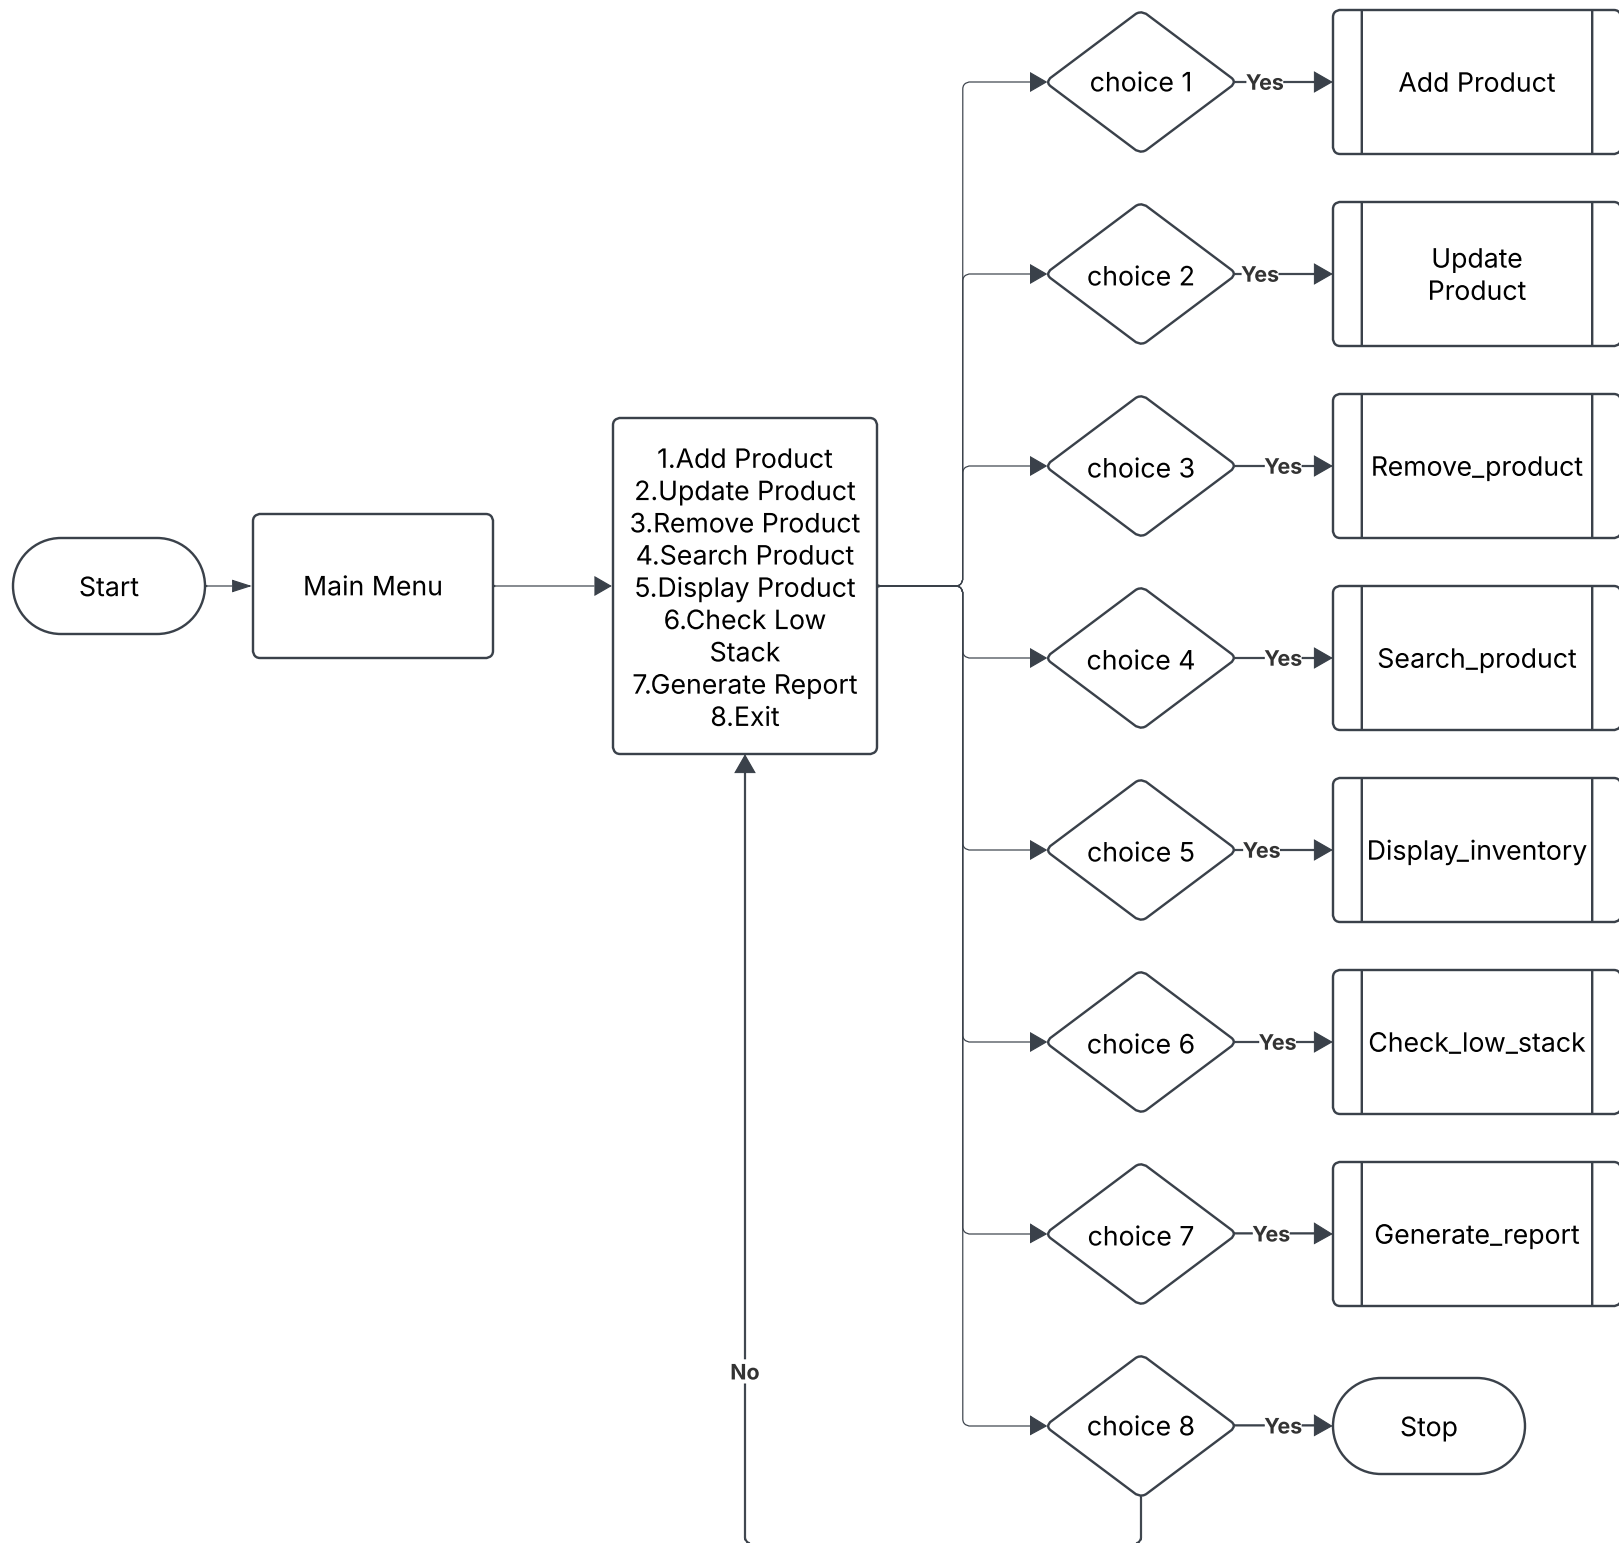 Start
Main Menu
1.Add Product
2.Update Product
3.Remove Product
4.Search Product
5.Display Product
6.Check Low
Stack
7.Generate Report
8.Exit
choice 1
Yes
Add Product
choice 2
Yes
Update
Product
choice 3
Yes
Remove_product
choice 4
Yes
Search_product
choice 5
Yes
Display_inventory
choice 6
Yes
Check_low_stack
choice 7
Yes
Generate_report
choice 8
Yes
Stop
No